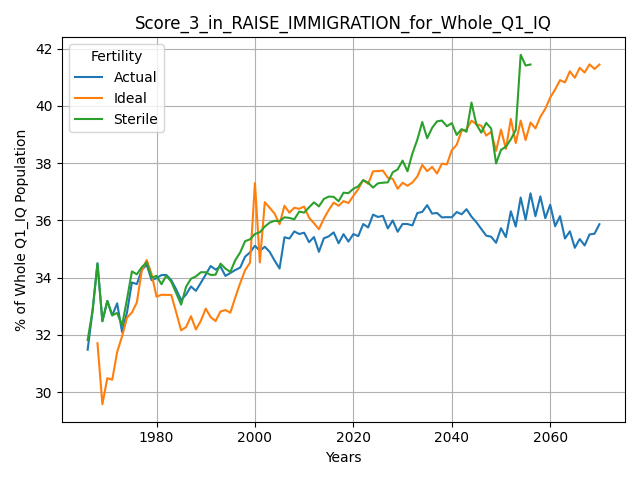 Score_3_in_RAISE_IMMIGRATION_for_Whole_Q1_IQ
Fertility
Actual
Ideal
Sterile
% of Whole Q1_IQ Population
42
40
38
36
34
32
30
1980
2000
2020
2040
2060
Years